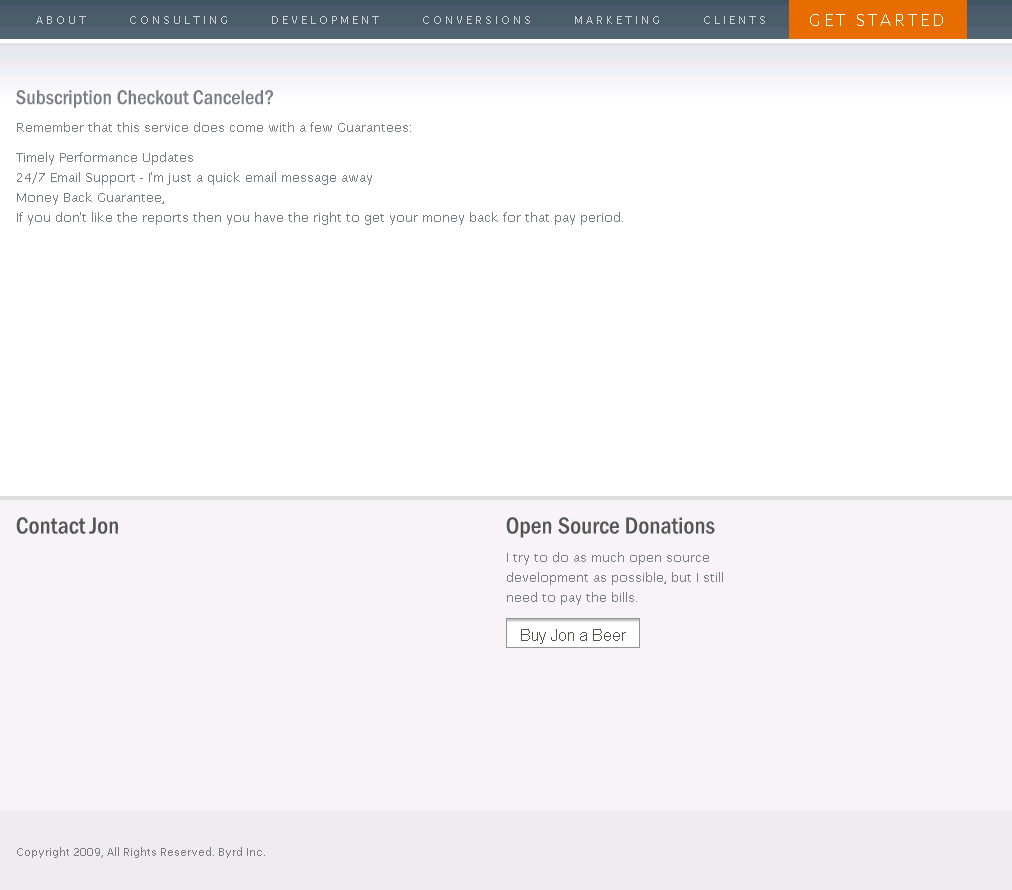 ABOUT CONSULTING DEVELOPMENT CONVERSIONS MARKETING CLIENTS GET STARTED
Subscription Checkout Canceled?
Remember that this service does come with a few Guarantees:
Timely Performance Updates
24/7 Email Support - I'm just a quick email message away
Money Back Guarantee,
If you don't like the reports then you have the right to get your money back for that pay period.
Contact Jon
Open Source Donations
I try to do as much open source
development as possible, but I still
need to pay the bills.
Buy Jon a Beer
Copyright 2009, All Rights Reserved. Byrd Inc.